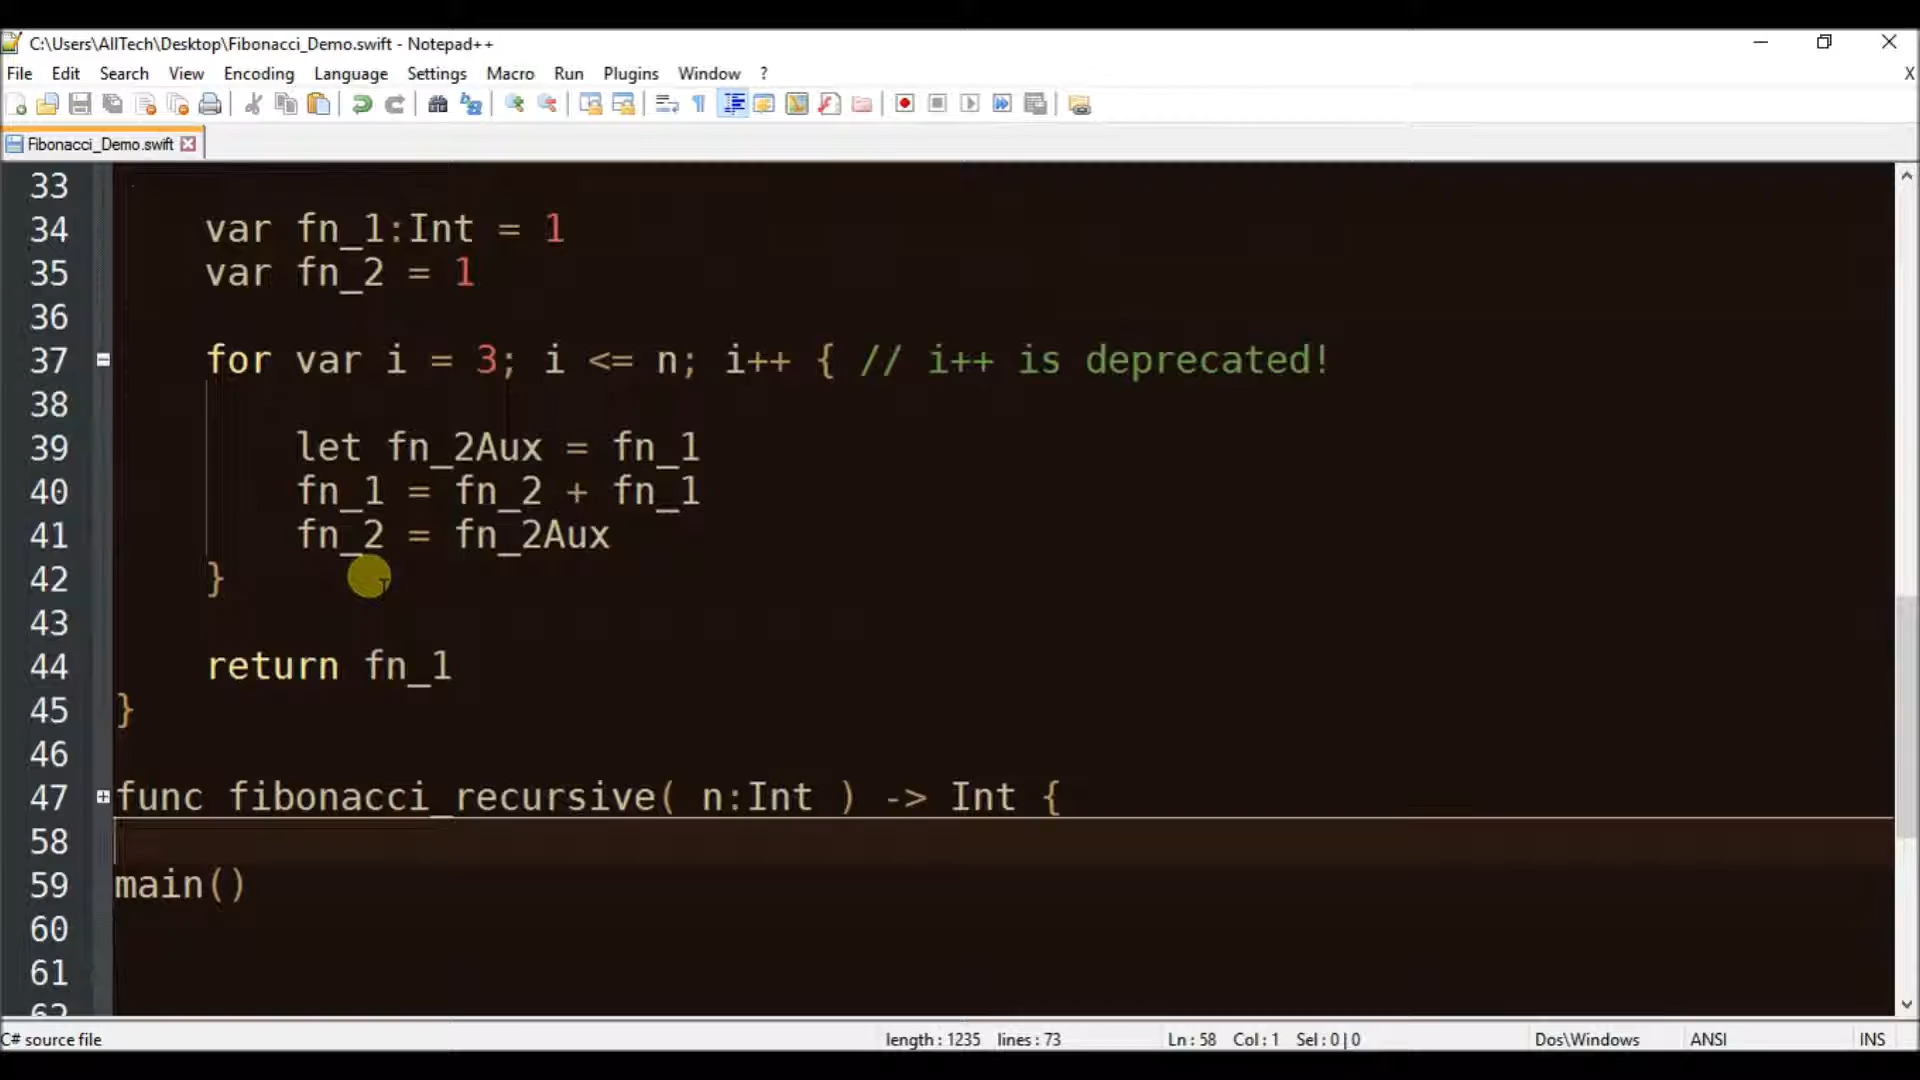 C:\Users\AllTech\Desktop\Fibonacci_Demo.swift - Notepad++
File Edit Search View Encoding Language Settings Macro Run Plugins Window ?
X
Fibonacci_Demo.swift
33
34 var fn_1:Int = 1
35 var fn_2 = 1
36
37 for var i = 3; i <= n; i++ { // i++ is deprecated!
38
39 let fn_2Aux = fn_1
40 fn_1 = fn_2 + fn_1
41 fn_2 = fn_2Aux
42 }
43
44 return fn_1
45 }
46
47 func fibonacci_recursive( n:Int ) -> Int {
58
59 main()
60
61
62
C# source file length : 1235 lines : 73 Ln : 58 Col : 1 Sel : 0 | 0 Dos\Windows ANSI INS